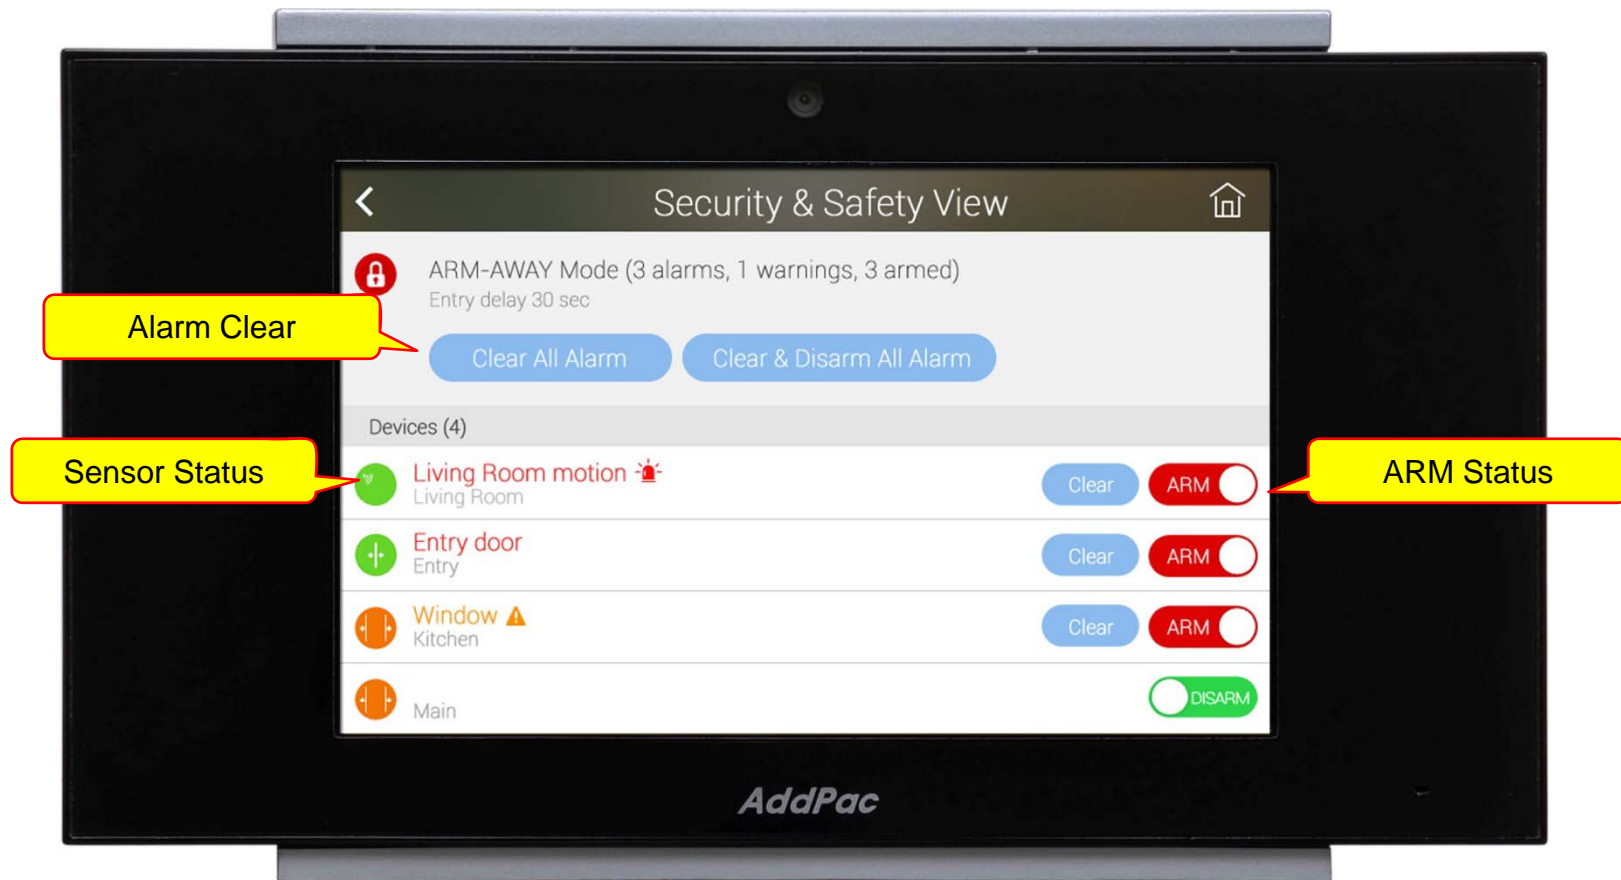 Security & Safety View
ARM-AWAY Mode (3 alarms, 1 warnings, 3 armed)
Entry delay 30 sec
Alarm Clear
Clear All Alarm
Clear & Disarm All Alarm
Devices (4)
Sensor Status
Living Room motion
Living Room
Clear
ARM
ARM Status
Entry door
Entry
Clear
ARM
Window
Kitchen
Clear
ARM
Main
DISARM
AddPac